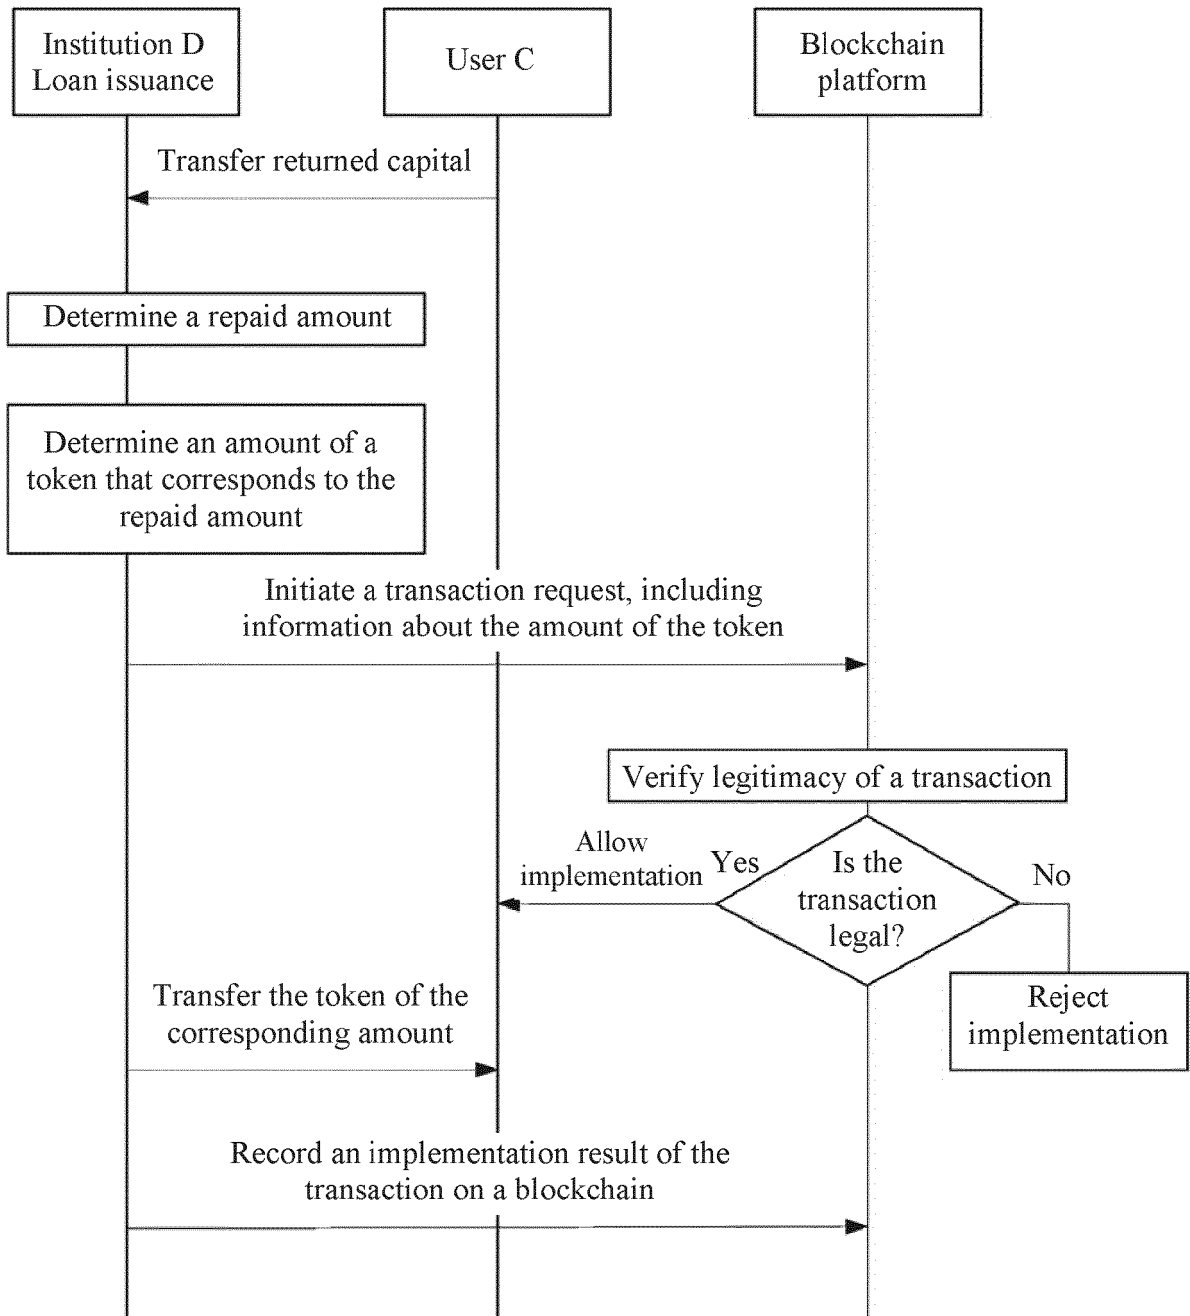 Institution D
Loan issuance
User C
Blockchain
platform
Transfer returned capital
Determine a repaid amount
Determine an amount of a
token that corresponds to the
repaid amount
Initiate a transaction request, including
information about the amount of the token
Verify legitimacy of a transaction
Allow
implementation
Yes
Is the
transaction
legal?
No
Reject
implementation
Transfer the token of the
corresponding amount
Record an implementation result of the
transaction on a blockchain